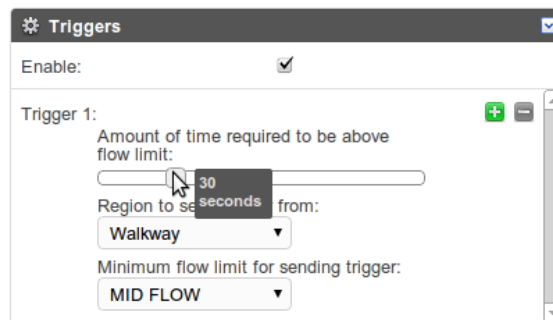 Triggers
Enable:
Trigger 1:
Amount of time required to be above
flow limit:
30
seconds
Region to se from:
Walkway
Minimum flow limit for sending trigger:
MID FLOW